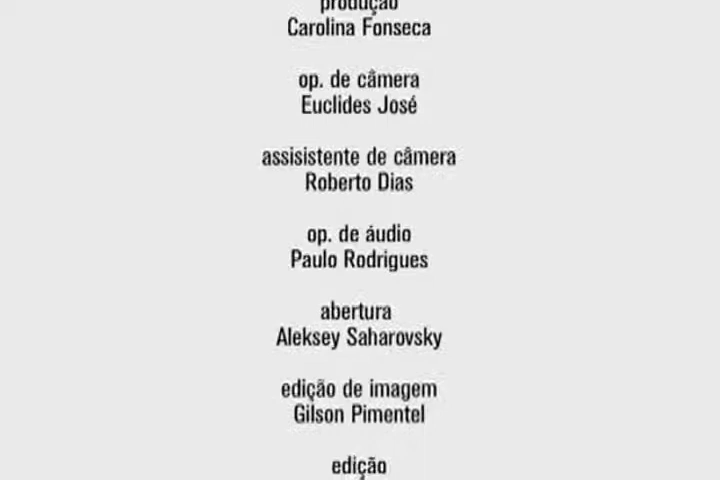 produção
Carolina Fonseca
op. de câmera
Euclides José
assisistente de câmera
Roberto Dias
op. de áudio
Paulo Rodrigues
abertura
Aleksey Saharovsky
edição de imagem
Gilson Pimentel
edição